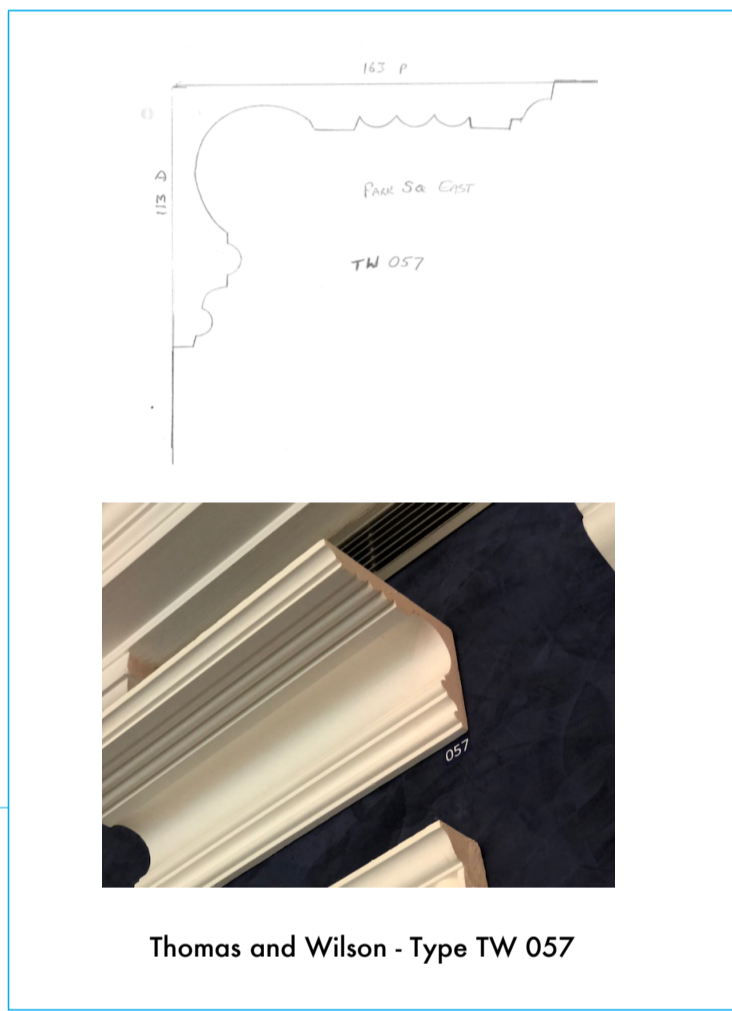 163 P
113 D
PARK SQ EAST
TW 057
057
Thomas and Wilson - Type TW 057